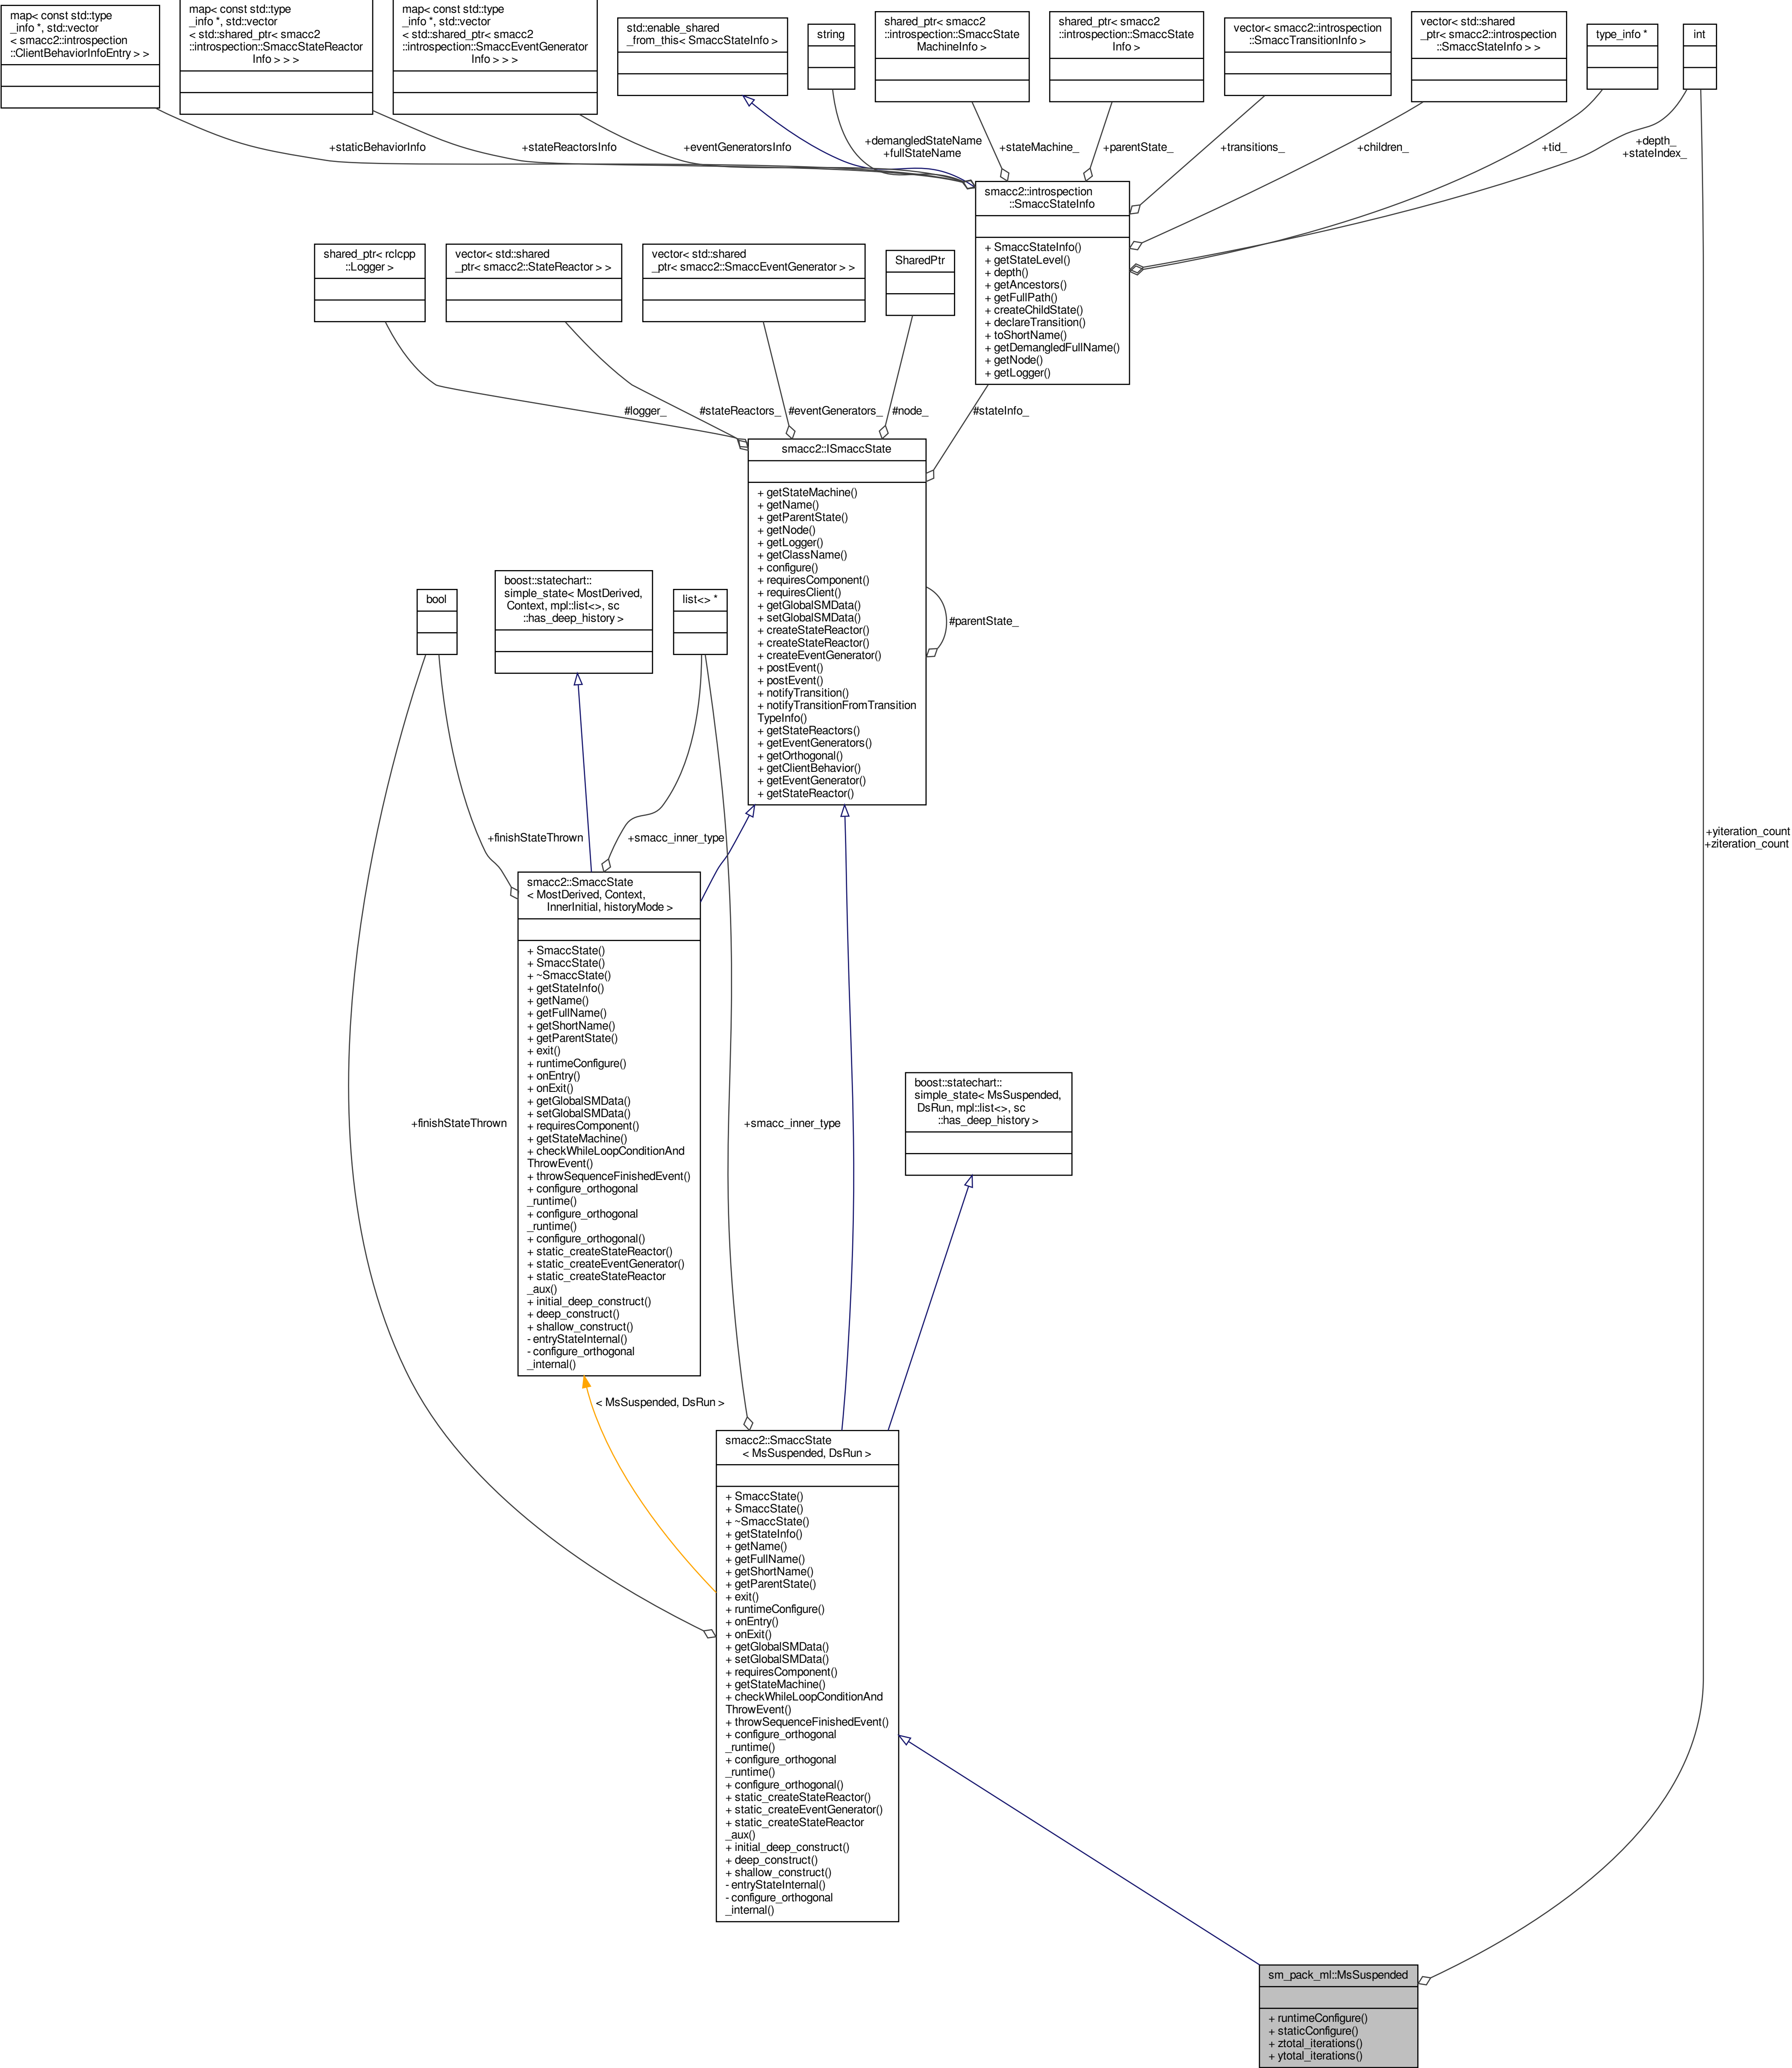 map< const std::type
_info *, std::vector
< smacc2::introspection
::ClientBehaviorInfoEntry > >
map< const std::type
_info *, std::vector
< std::shared_ptr< smacc2
::introspection::SmaccStateReactor
Info > > >
map< const std::type
_info *, std::vector
< std::shared_ptr< smacc2
::introspection::SmaccEventGenerator
Info > > >
std::enable_shared
_from_this< SmaccStateInfo >
string
shared_ptr< smacc2
::introspection::SmaccState
MachineInfo >
shared_ptr< smacc2
::introspection::SmaccState
Info >
vector< smacc2::introspection
::SmaccTransitionInfo >
vector< std::shared
_ptr< smacc2::introspection
::SmaccStateInfo > >
type_info *
int
+staticBehaviorInfo
+stateReactorsInfo
+eventGeneratorsInfo
+demangledStateName
+fullStateName
+stateMachine_
+parentState_
+transitions_
+children_
+tid_
+depth_
+stateIndex_
smacc2::introspection
::SmaccStateInfo
+ SmaccStateInfo()
+ getStateLevel()
+ depth()
+ getAncestors()
+ getFullPath()
+ createChildState()
+ declareTransition()
+ toShortName()
+ getDemangledFullName()
+ getNode()
+ getLogger()
shared_ptr< rclcpp
::Logger >
vector< std::shared
_ptr< smacc2::StateReactor > >
vector< std::shared
_ptr< smacc2::SmaccEventGenerator > >
SharedPtr
#logger_
#stateReactors_
#eventGenerators_
#node_
#stateInfo_
smacc2::ISmaccState
+ getStateMachine()
+ getName()
+ getParentState()
+ getNode()
+ getLogger()
+ getClassName()
+ configure()
+ requiresComponent()
+ requiresClient()
+ getGlobalSMData()
+ setGlobalSMData()
+ createStateReactor()
+ createStateReactor()
+ createEventGenerator()
+ postEvent()
+ postEvent()
+ notifyTransition()
+ notifyTransitionFromTransition
TypeInfo()
+ getStateReactors()
+ getEventGenerators()
+ getOrthogonal()
+ getClientBehavior()
+ getEventGenerator()
+ getStateReactor()
#parentState_
bool
boost::statechart::
simple_state< MostDerived,
Context, mpl::list<>, sc
::has_deep_history >
list<> *
+finishStateThrown
+smacc_inner_type
+yiteration_count
+ziteration_count
smacc2::SmaccState
< MostDerived, Context,
InnerInitial, historyMode >
+ SmaccState()
+ SmaccState()
+ ~SmaccState()
+ getStateInfo()
+ getName()
+ getFullName()
+ getShortName()
+ getParentState()
+ exit()
+ runtimeConfigure()
+ onEntry()
+ onExit()
+ getGlobalSMData()
+ setGlobalSMData()
+ requiresComponent()
+ getStateMachine()
+ checkWhileLoopConditionAnd
ThrowEvent()
+ throwSequenceFinishedEvent()
+ configure_orthogonal
_runtime()
+ configure_orthogonal
_runtime()
+ configure_orthogonal()
+ static_createStateReactor()
+ static_createEventGenerator()
+ static_createStateReactor
_aux()
+ initial_deep_construct()
+ deep_construct()
+ shallow_construct()
- entryStateInternal()
- configure_orthogonal
_internal()
boost::statechart::
simple_state< MsSuspended,
DsRun, mpl::list<>, sc
::has_deep_history >
+finishStateThrown
+smacc_inner_type
< MsSuspended, DsRun >
smacc2::SmaccState
< MsSuspended, DsRun >
+ SmaccState()
+ SmaccState()
+ ~SmaccState()
+ getStateInfo()
+ getName()
+ getFullName()
+ getShortName()
+ getParentState()
+ exit()
+ runtimeConfigure()
+ onEntry()
+ onExit()
+ getGlobalSMData()
+ setGlobalSMData()
+ requiresComponent()
+ getStateMachine()
+ checkWhileLoopConditionAnd
ThrowEvent()
+ throwSequenceFinishedEvent()
+ configure_orthogonal
_runtime()
+ configure_orthogonal
_runtime()
+ configure_orthogonal()
+ static_createStateReactor()
+ static_createEventGenerator()
+ static_createStateReactor
_aux()
+ initial_deep_construct()
+ deep_construct()
+ shallow_construct()
- entryStateInternal()
- configure_orthogonal
_internal()
sm_pack_ml::MsSuspended
+ runtimeConfigure()
+ staticConfigure()
+ ztotal_iterations()
+ ytotal_iterations()